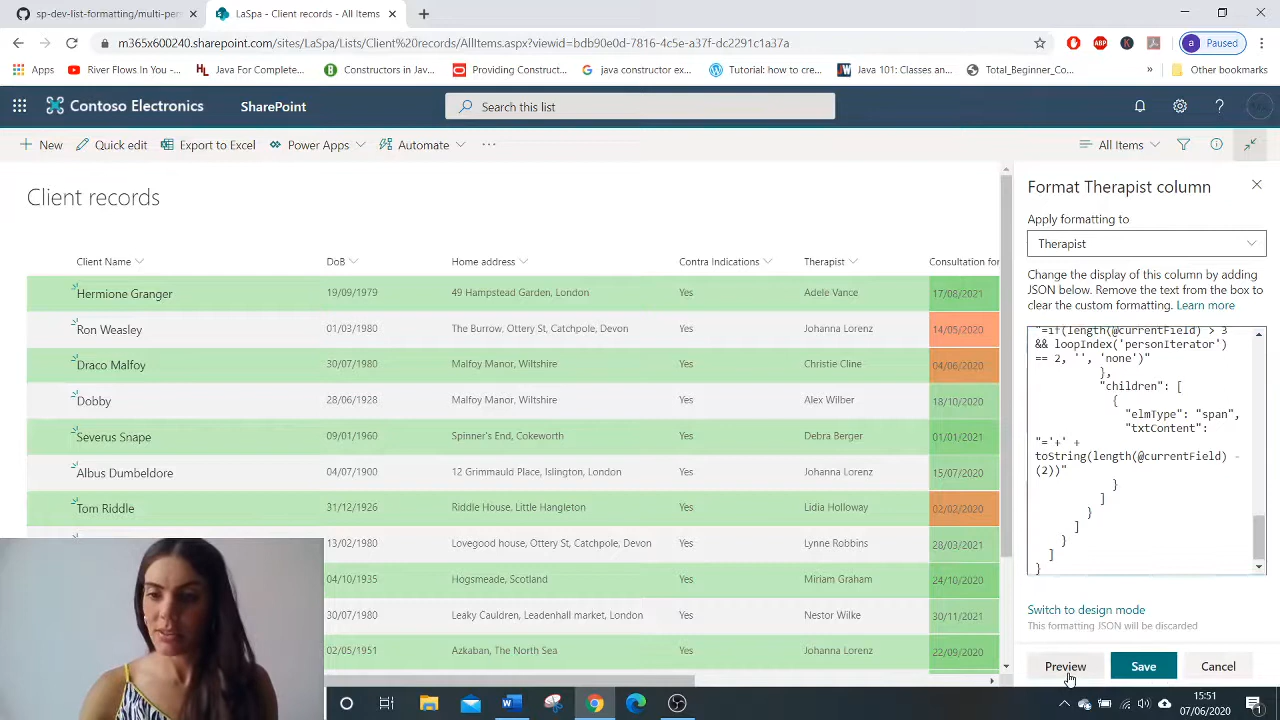 sp-dev-list-formatting/multi-per
LaSpa - Client records - All Items
m365x600240.sharepoint.com/sites/LaSpa/Lists/Client%20records/AllItems.aspx?viewid=bdb90e0d-7816-4c5e-a37f-dc2291c1a37a
Paused
Apps River Flows In You -... Java For Complete... Constructors in Jav... Providing Construct... java constructor ex... Tutorial: how to cre... Java 101: Classes an... Total_Beginner_Co... » Other bookmarks
Contoso Electronics SharePoint Search this list
New Quick edit Export to Excel Power Apps Automate ... All Items
Client records
Client Name DoB Home address Contra Indications Therapist Consultation for
Hermione Granger 19/09/1979 49 Hampstead Garden, London Yes Adele Vance 17/08/2021
Ron Weasley 01/03/1980 The Burrow, Ottery St, Catchpole, Devon Yes Johanna Lorenz 14/05/2020
Draco Malfoy 30/07/1980 Malfoy Manor, Wiltshire Yes Christie Cline 04/06/2020
Dobby 28/06/1928 Malfoy Manor, Wiltshire Yes Alex Wilber 18/10/2020
Severus Snape 09/01/1960 Spinner's End, Cokeworth Yes Debra Berger 01/01/2021
Albus Dumbeldore 04/07/1900 12 Grimmauld Place, Islington, London Yes Johanna Lorenz 15/07/2020
Tom Riddle 31/12/1926 Riddle House, Little Hangleton Yes Lidia Holloway 02/02/2020
13/02/1980 Lovegood house, Ottery St, Catchpole, Devon Yes Lynne Robbins 28/03/2021
04/10/1935 Hogsmeade, Scotland Yes Miriam Graham 24/10/2020
30/07/1980 Leaky Cauldren, Leadenhall market, London Yes Nestor Wilke 30/11/2021
02/05/1951 Azkaban, The North Sea Yes Johanna Lorenz 22/09/2020
Format Therapist column
Apply formatting to
Therapist
Change the display of this column by adding
JSON below. Remove the text from the box to
clear the custom formatting. Learn more
"=if(length(@currentField) > 3
&& loopIndex('personIterator')
== 2, '', 'none')"
},
"children": [
{
"elmType": "span",
"txtContent":
"='+' +
toString(length(@currentField) -
(2))"
}
]
}
]
}
]
}
Switch to design mode
This formatting JSON will be discarded
Preview Save Cancel
15:51
07/06/2020